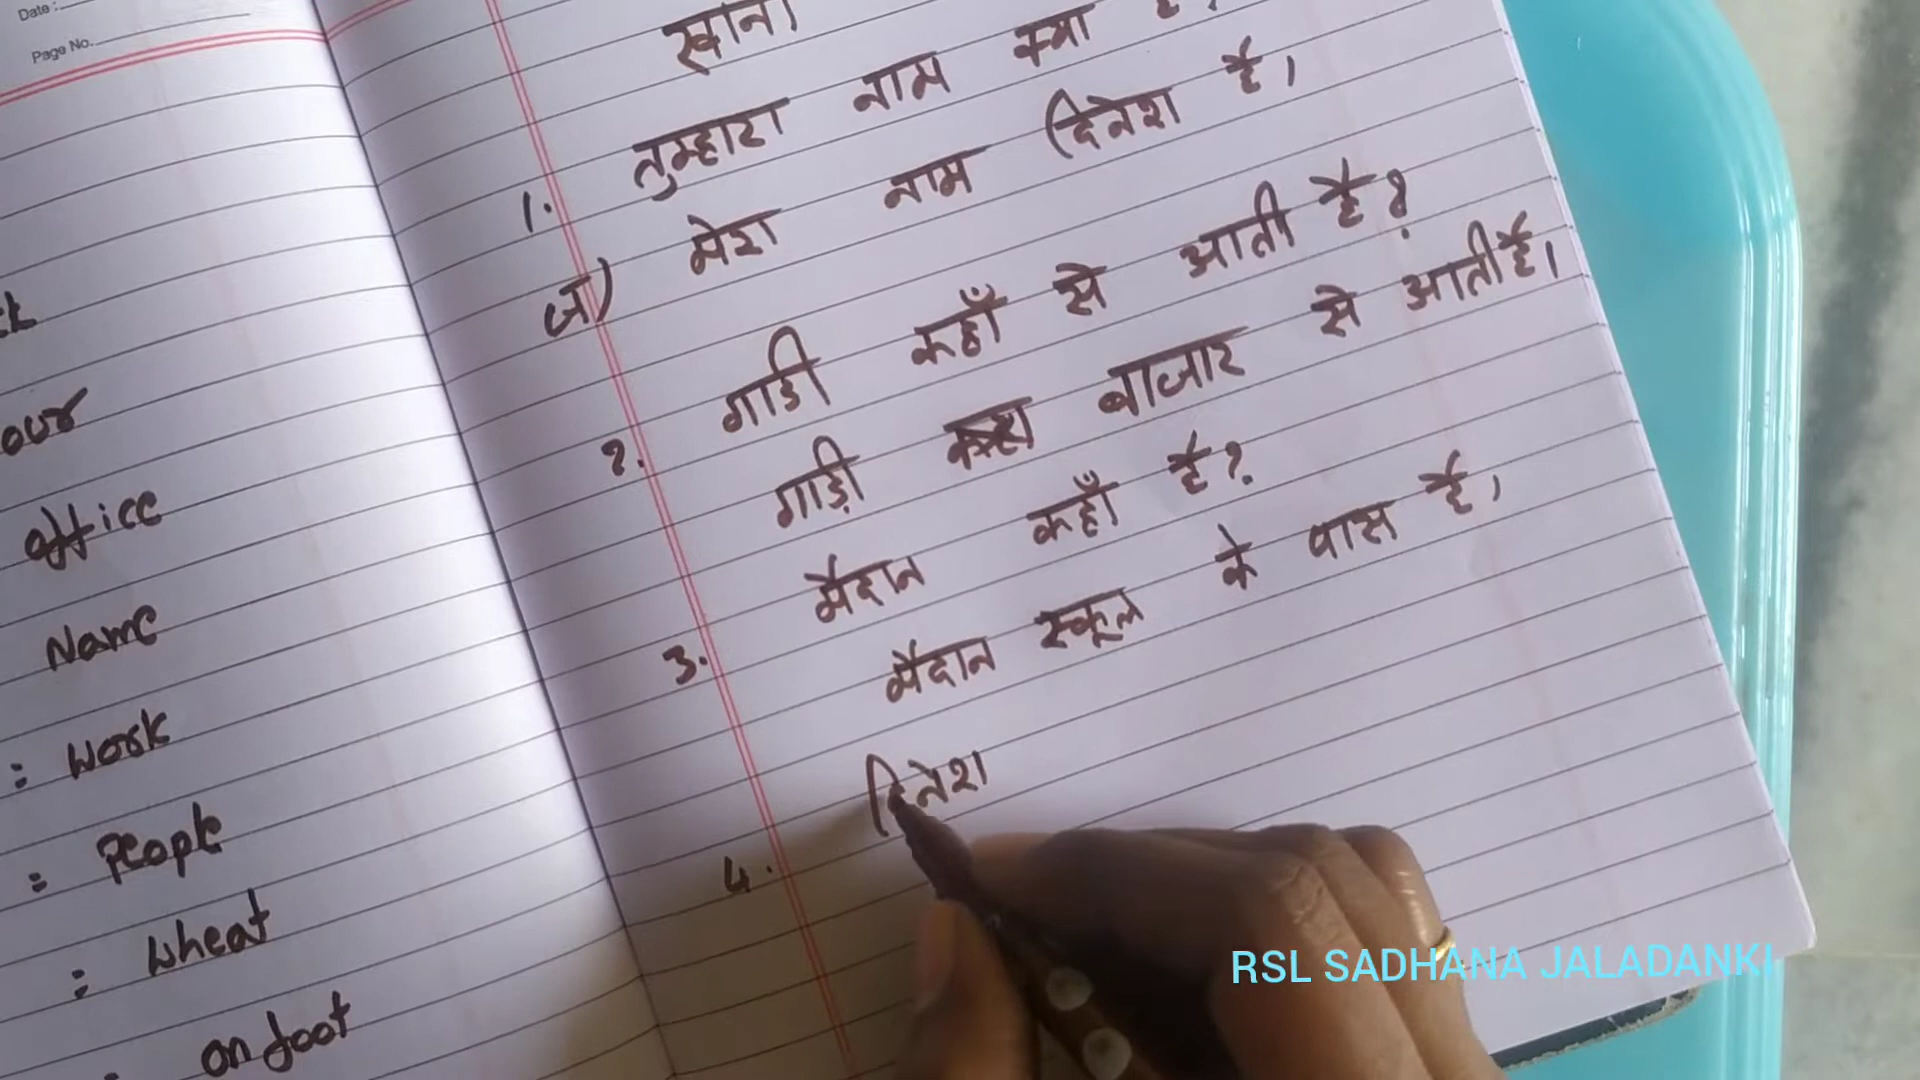 Date :
Page No.
our
office
Name
: work
= People
: wheat
on foot
खान
1. तुम्हारा नाम क्या है?
ज) मेरा नाम दिनेश है।
२. गाडी कहाँ से आती है?
गाड़ी बाजार से आती है।
3. मैदान कहाँ है?
मैदान स्कूल के पास है।
4. दिनेश
RSL SADHANA JALADANKI